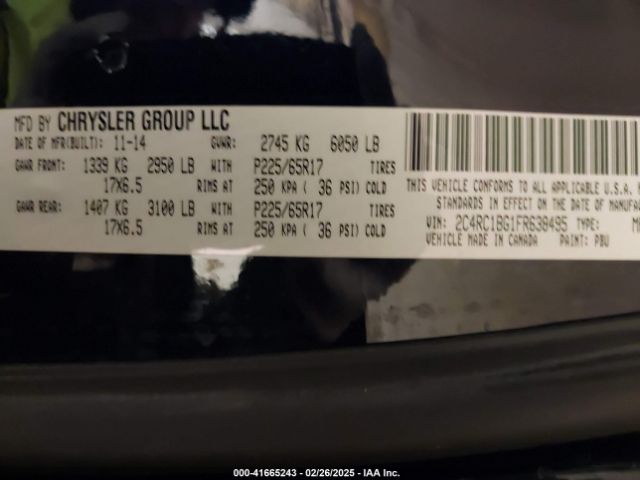 MFD BY CHRYSLER GROUP LLC
DATE OF MFR(BUILT): 11-14 GVWR: 2745 KG 6050 LB
GAWR FRONT: 1339 KG 2950 LB WITH P225/65R17 TIRES
17X6.5 RIMS AT 250 KPA ( 36 PSI) COLD
GAWR REAR: 1407 KG 3100 LB WITH P225/65R17 TIRES
17X6.5 RIMS AT 250 KPA ( 36 PSI) COLD
THIS VEHICLE CONFORMS TO ALL APPLICABLE U.S.A.
STANDARDS IN EFFECT ON THE DATE OF MANUFAC
VIN: 2C4RC1BG1FR638495 TYPE:
VEHICLE MADE IN CANADA PAINT: PBU
000-41665243 - 02/26/2025 - IAA Inc.